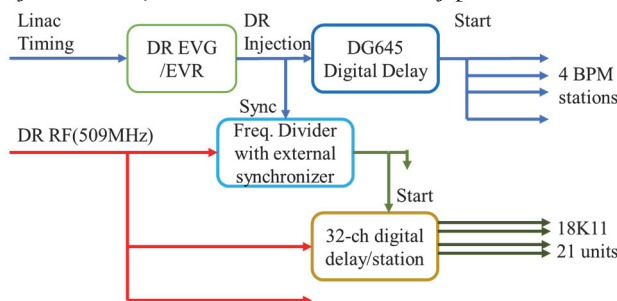 Linac
Timing
DR EVG
/EVR
DR
Injection
DG645
Digital Delay
Start
4 BPM
stations
Sync
DR RF(509MHz)
Freq. Divider
with external
synchronizer
Start
32-ch digital
delay/station
18K11
21 units